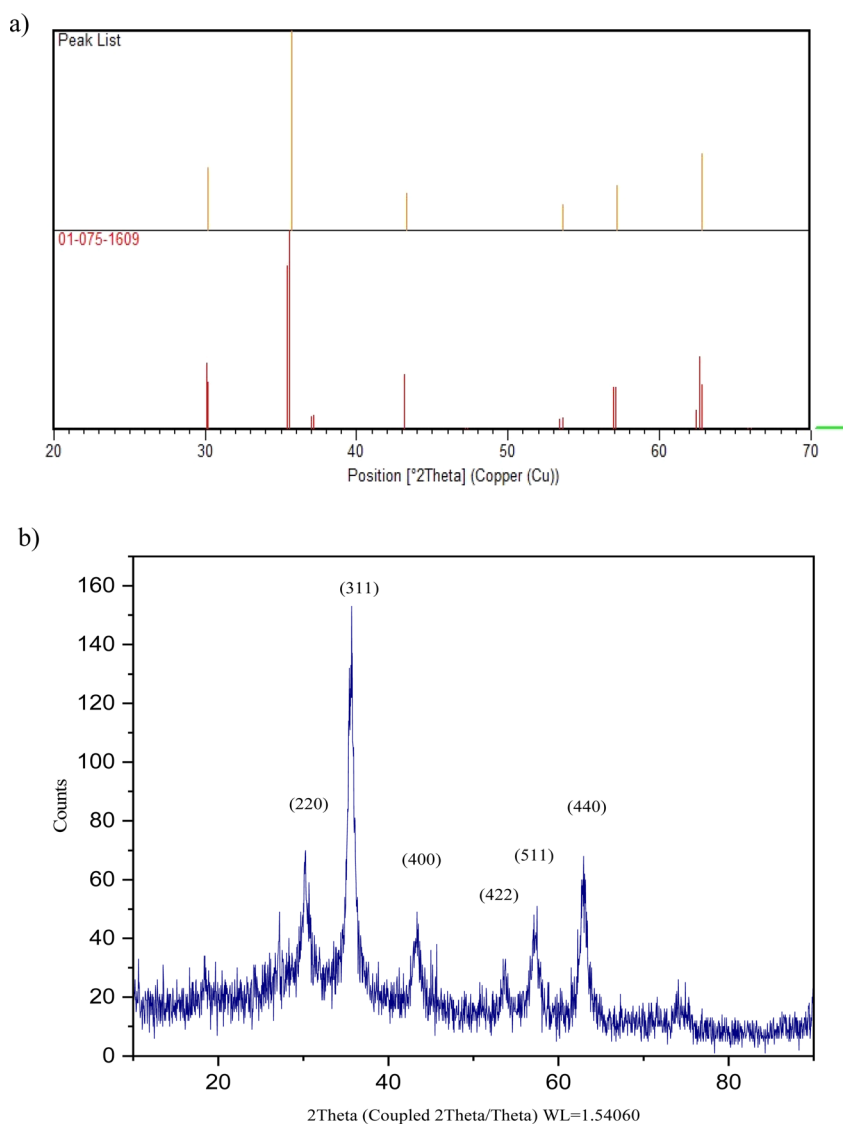 a)
Peak List
01-075-1609
20 30 40 50 60 70
Position [°2Theta] (Copper (Cu))
b)
160
140
120
100
80
60
40
20
0
Counts
(311)
(220)
(440)
(400)
(511)
(422)
20 40 60 80
2Theta (Coupled 2Theta/Theta) WL=1.54060